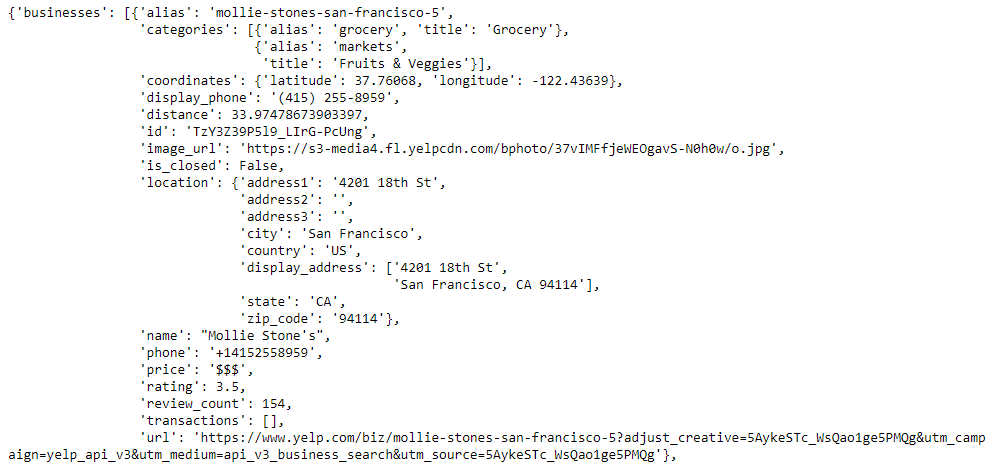 {'businesses': [{'alias': 'mollie-stones-san-francisco-5',
'categories': [{'alias': 'grocery', 'title': 'Grocery'},
{'alias': 'markets',
'title': 'Fruits & Veggies'}],
'coordinates': {'latitude': 37.76068, 'longitude': -122.43639},
'display_phone': '(415) 255-8959',
'distance': 33.97478673903397,
'id': 'TzY3Z39P5l9_LIrG-PcUng',
'image_url': 'https://s3-media4.fl.yelpcdn.com/bphoto/37vIMFfjeWEOgavS-N0h0w/o.jpg',
'is_closed': False,
'location': {'address1': '4201 18th St',
'address2': '',
'address3': '',
'city': 'San Francisco',
'country': 'US',
'display_address': ['4201 18th St',
'San Francisco, CA 94114'],
'state': 'CA',
'zip_code': '94114'},
'name': "Mollie Stone's",
'phone': '+14152558959',
'price': '$$$',
'rating': 3.5,
'review_count': 154,
'transactions': [],
'url': 'https://www.yelp.com/biz/mollie-stones-san-francisco-5?adjust_creative=5AykeSTc_WsQao1ge5PMQg&utm_camp
aign=yelp_api_v3&utm_medium=api_v3_business_search&utm_source=5AykeSTc_WsQao1ge5PMQg'},